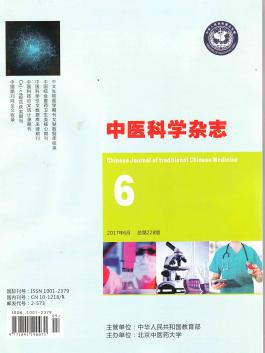 中医科学杂志
Chinese Journal of traditional Chinese Medicine
6
2017年6月 总第228期
国际刊号：ISSN 1001-2379
国内刊号：CN 10-1218/R
邮发代号：2-573
ISSN 1001-2379
主管单位：中华人民共和国教育部
主办单位：北京中医药大学